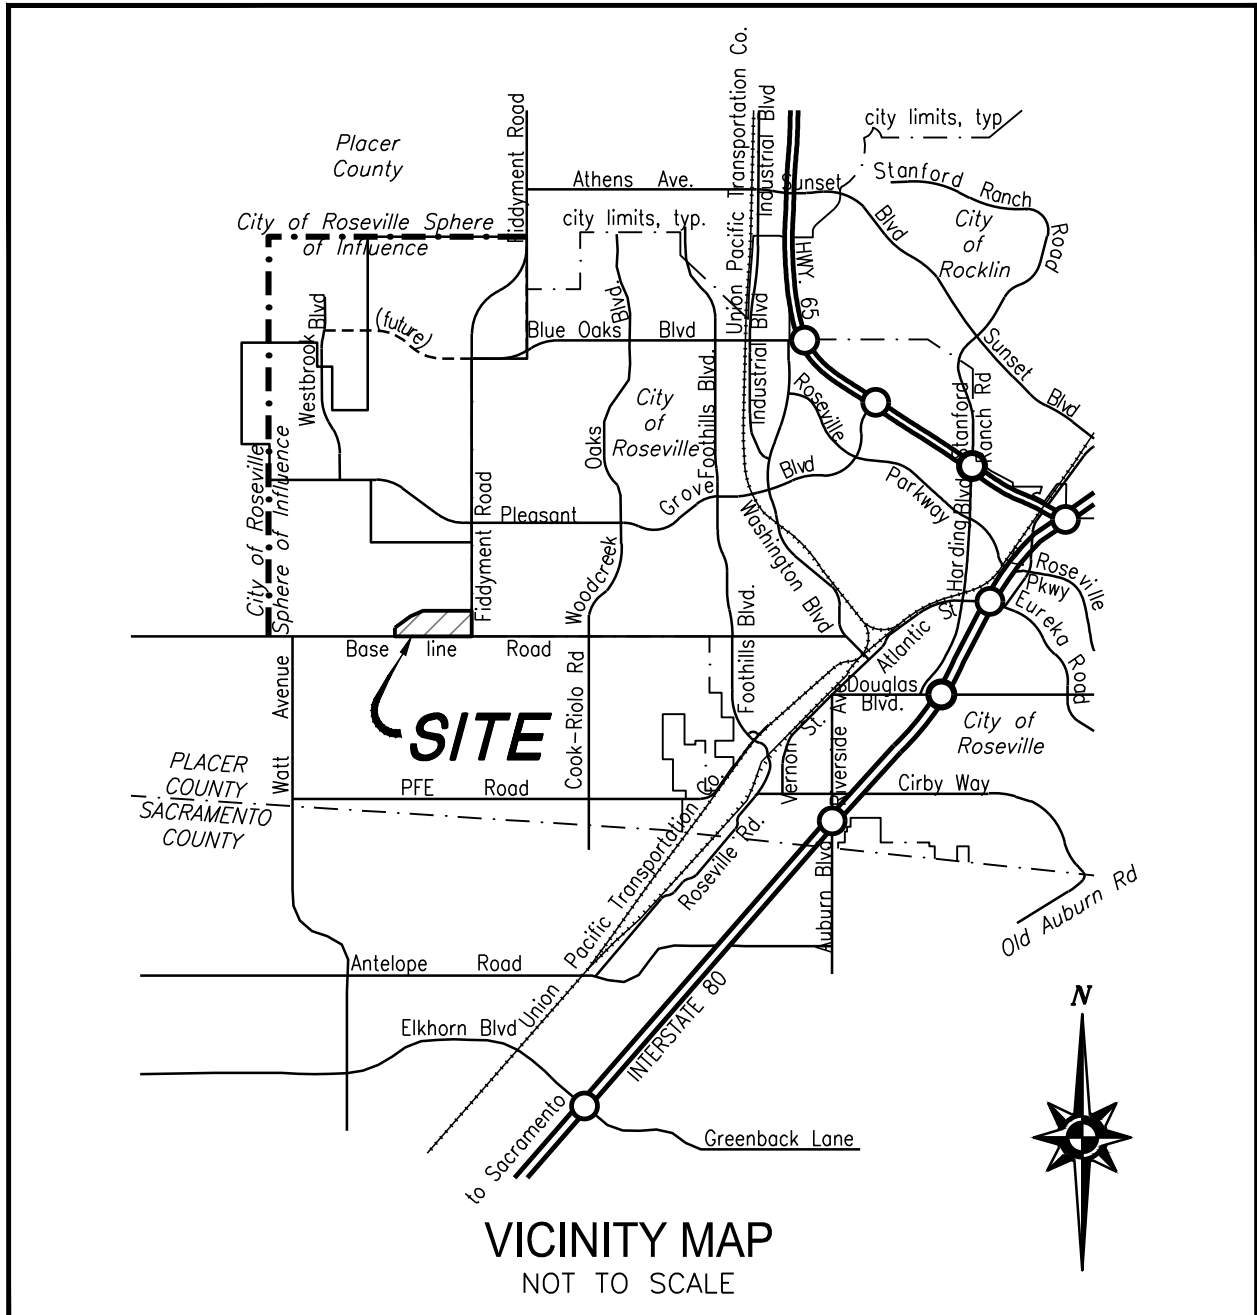 Union Pacific Transportation Co.
Industrial Blvd
Fiddyment Road
city limits, typ
Placer
County
Athens Ave.
Sunset
Blvd
Stanford Ranch
Road
City of Roseville Sphere
of Influence
city limits, typ.
City
of
Rocklin
HWY. 65
Westbrook Blvd
(future)
Blue Oaks Blvd
Blvd.
Industrial Blvd
Sunset
Blvd
Roseville
Parkway
Stanford
Ranch Rd
City
of
Roseville
Oaks
Foothills Blvd.
City of Roseville
Sphere of Influence
Fiddyment Road
Pleasant
Grove
Blvd
Woodcreek
Washington Blvd
Harding Blvd
Roseville
Pkwy
Eureka Road
Atlantic St
Base line Road
Foothills Blvd.
Douglas
Blvd.
Watt Avenue
Cook-Riolo Rd
SITE
City of
Roseville
Vernon St.
Riverside Ave
PLACER
COUNTY
SACRAMENTO
COUNTY
PFE Road
Cirby Way
Union Pacific Transportation Co.
Roseville Rd.
Auburn Blvd
Old Auburn Rd
Antelope Road
INTERSTATE 80
Elkhorn Blvd
N
to Sacramento
Greenback Lane
VICINITY MAP
NOT TO SCALE